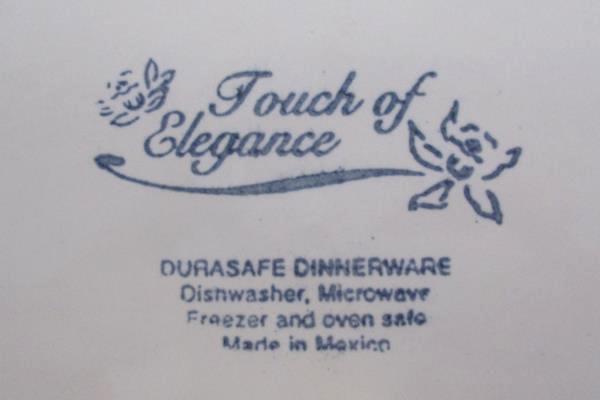 Touch of
Elegance
DURASAFE DINNERWARE
Dishwasher, Microwave
Freezer and oven safe
Made in Mexico